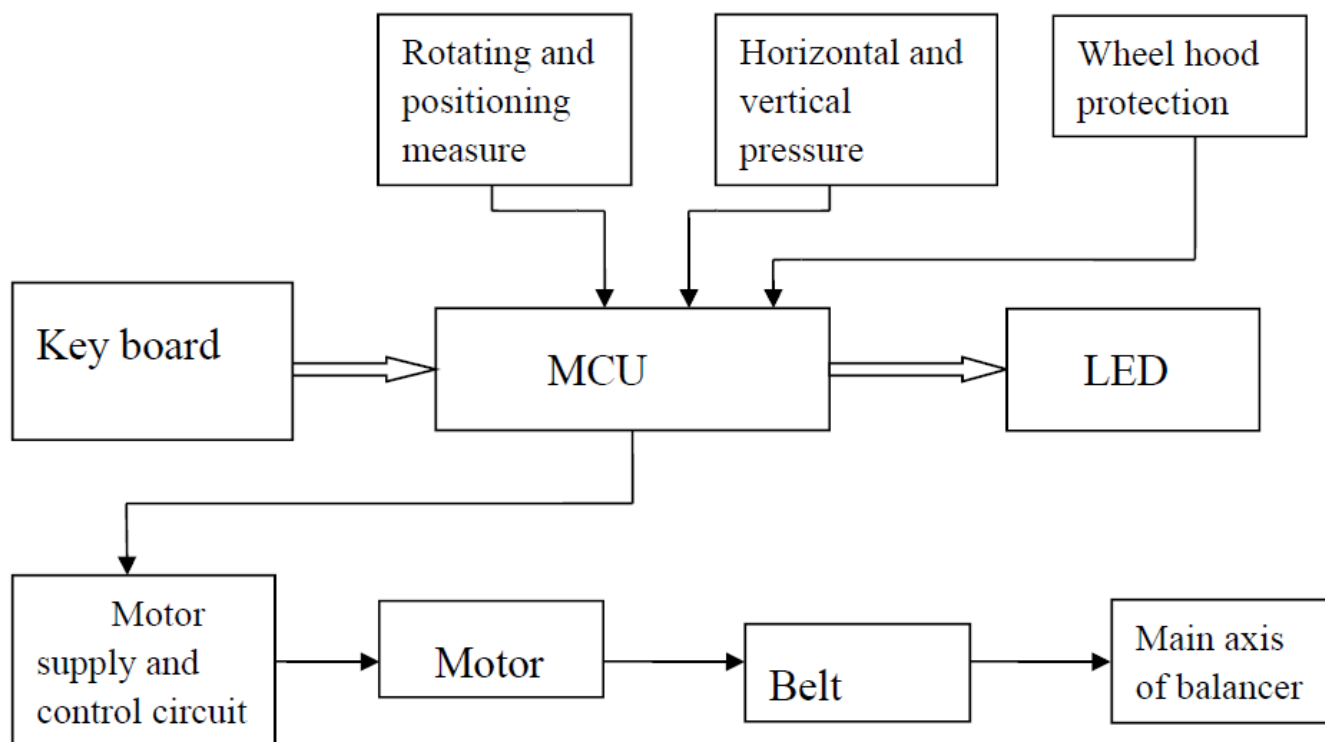 Rotating and
positioning
measure
Horizontal and
vertical
pressure
Wheel hood
protection
Key board
MCU
LED
Motor
supply and
control circuit
Motor
Belt
Main axis
of balancer